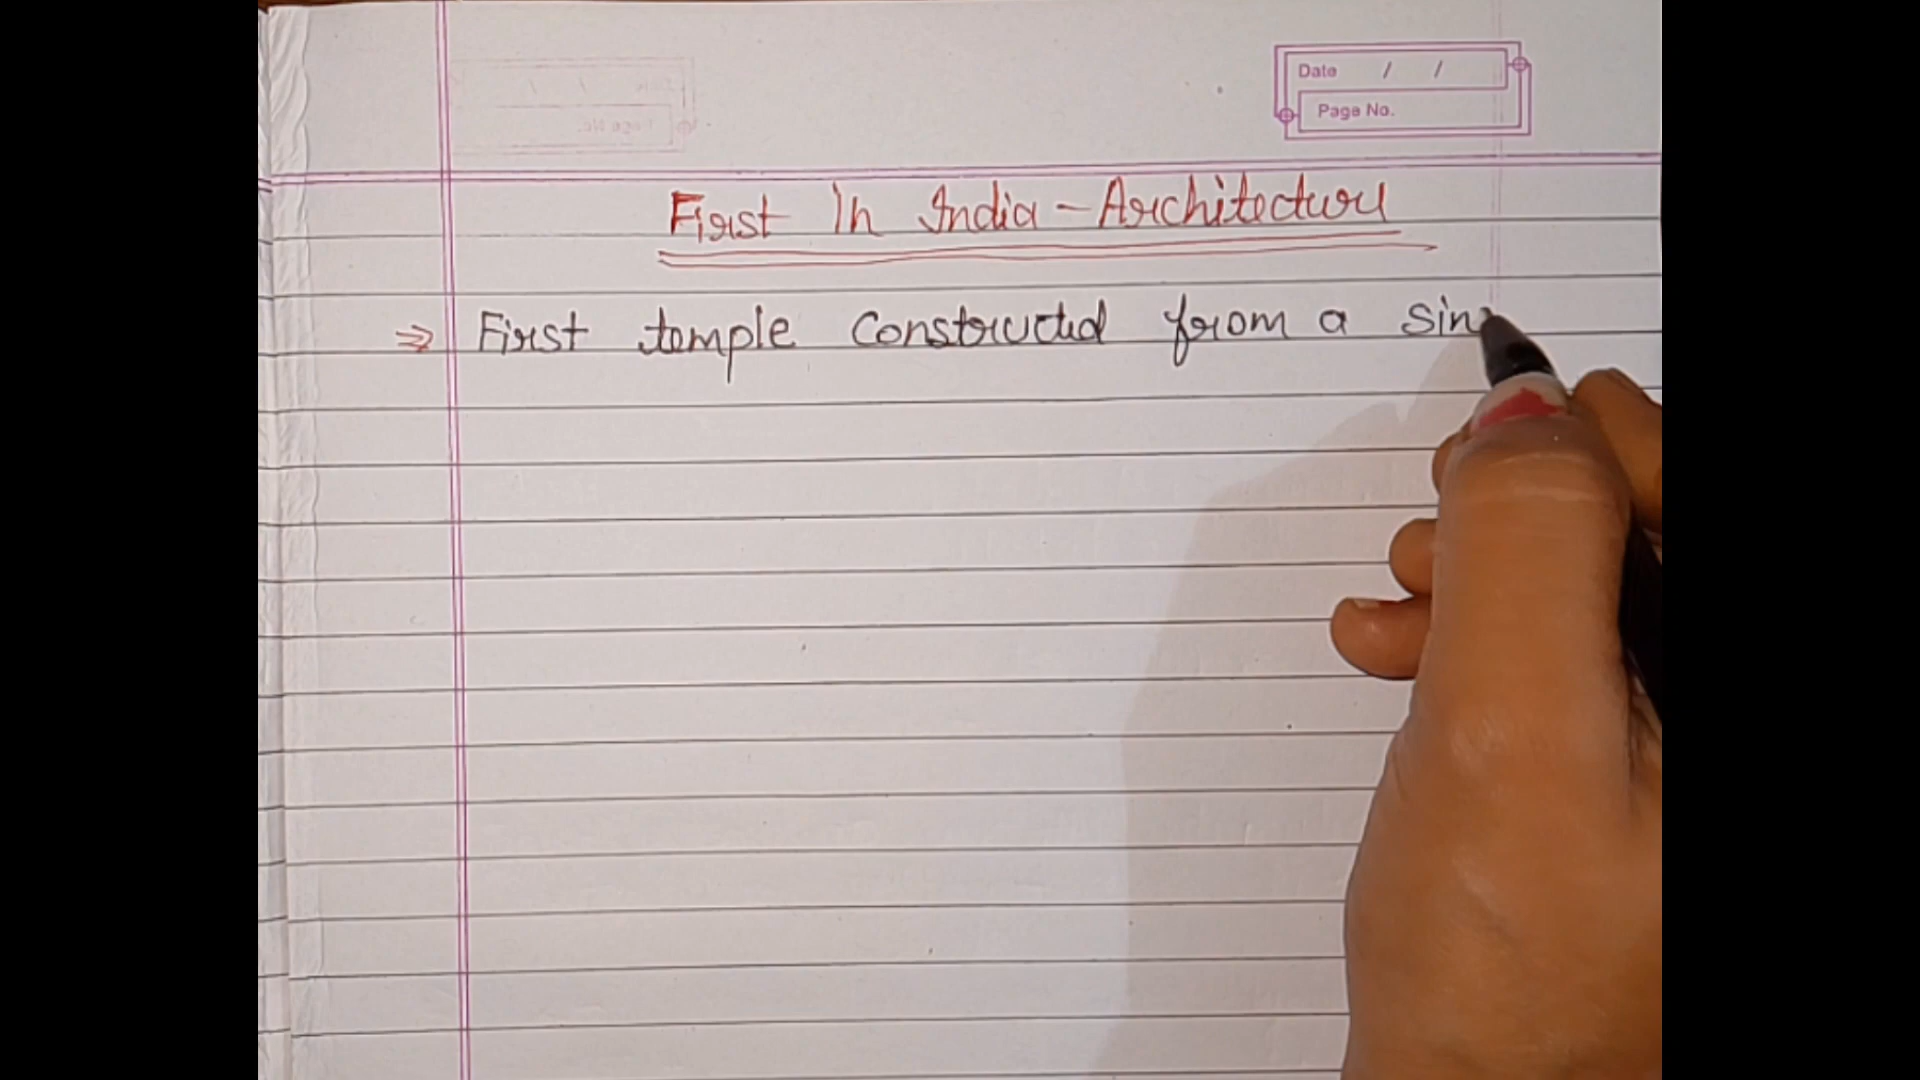 Date / /
Page No.
First In India - Architecture
⇒ First temple Constructed from a sin